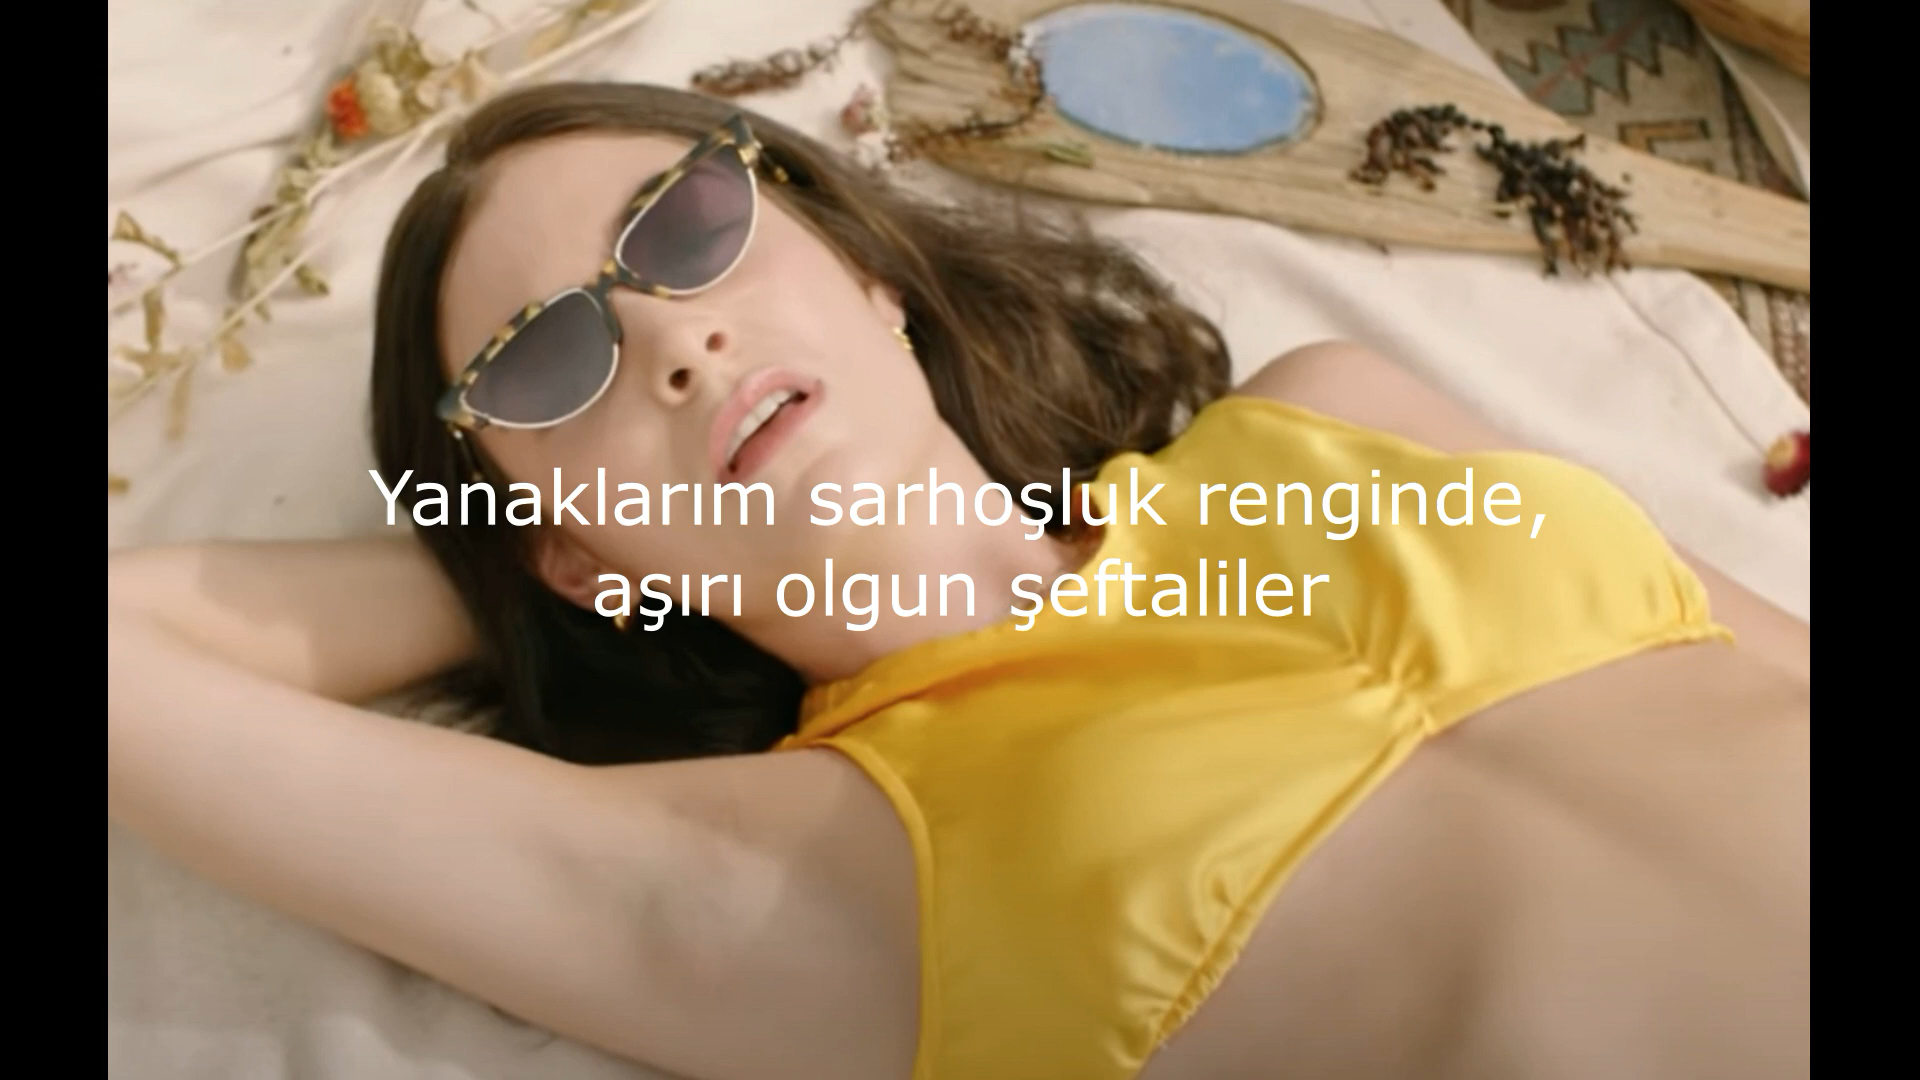 Yanaklarım sarhoşluk renginde,
aşırı olgun şeftaliler